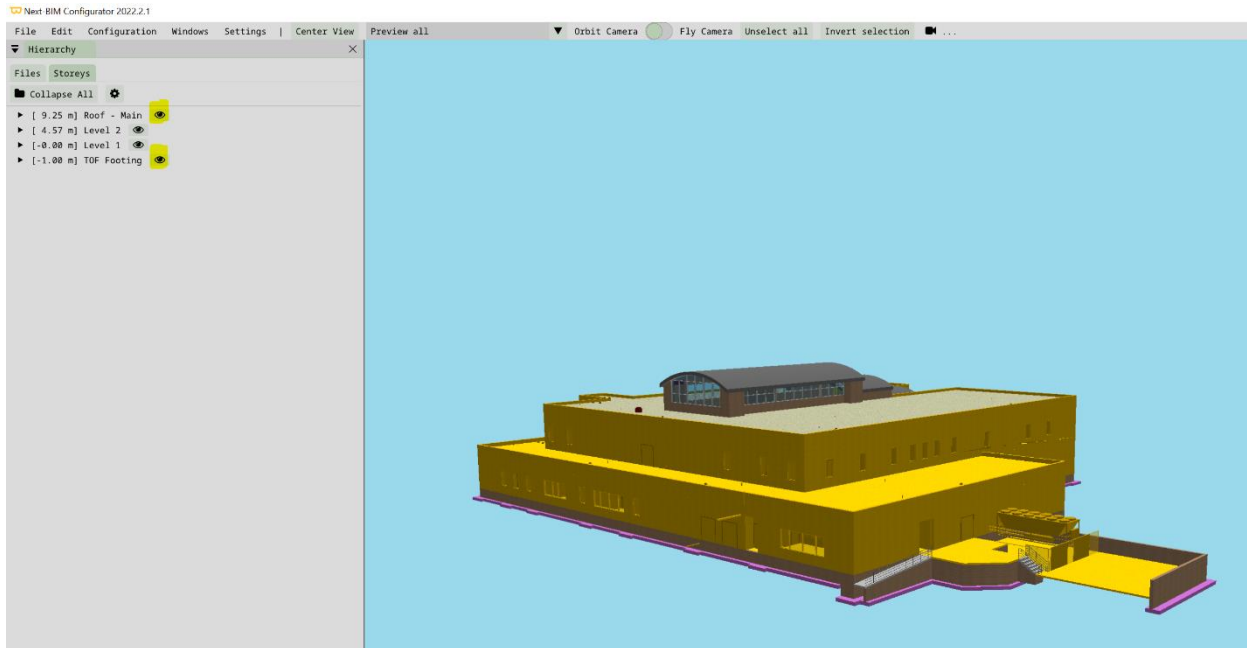 Next-BIM Configurator 2022.2.1
File Edit Configuration Windows Settings | Center View Preview all Orbit Camera Fly Camera Unselect all Invert selection ...
Hierarchy
Files Storeys
Collapse All
[ 9.25 m] Roof - Main
[ 4.57 m] Level 2
[-0.00 m] Level 1
[-1.00 m] TOF Footing